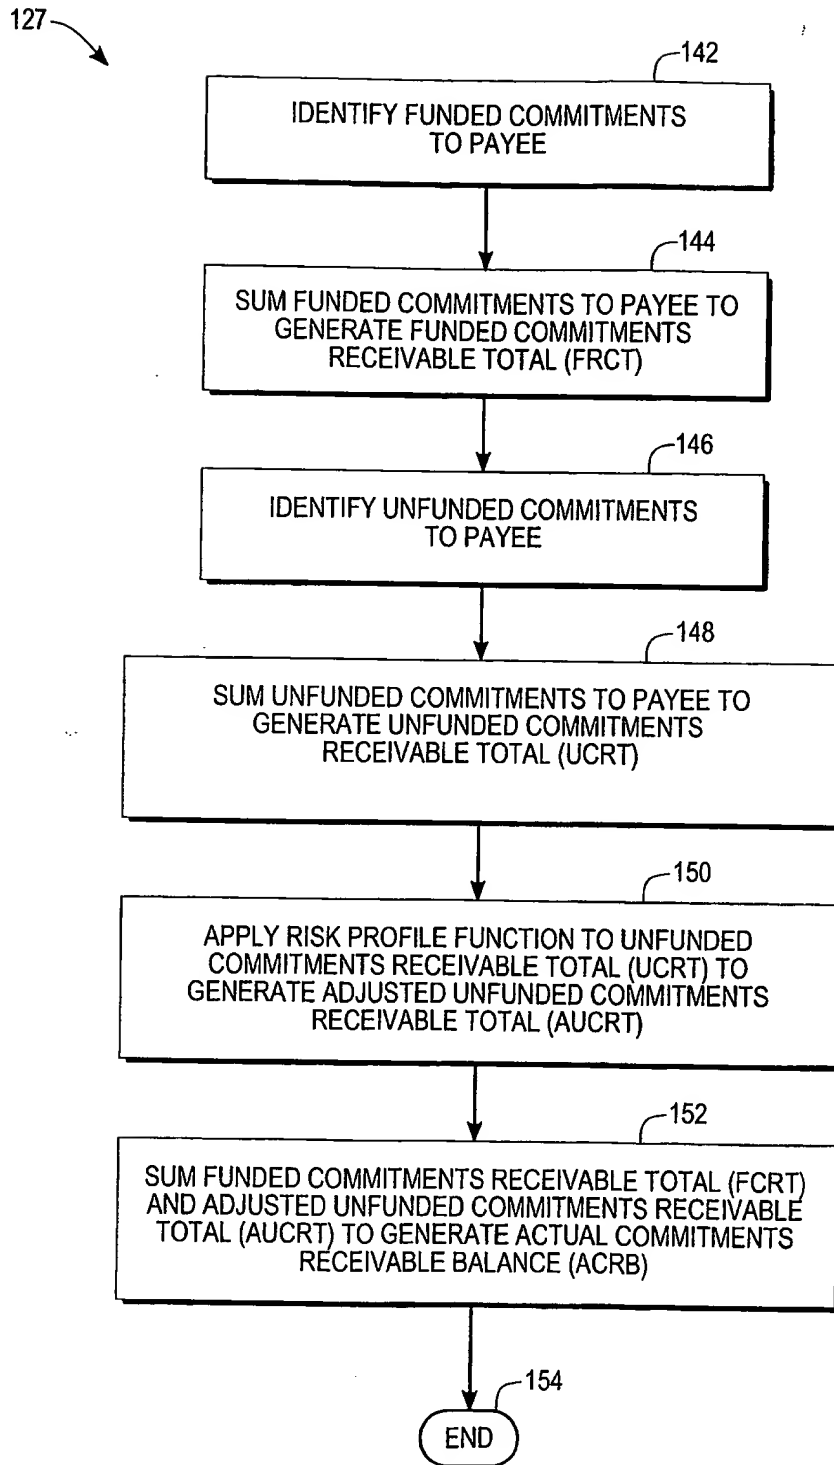 127
142
IDENTIFY FUNDED COMMITMENTS
TO PAYEE
144
SUM FUNDED COMMITMENTS TO PAYEE TO
GENERATE FUNDED COMMITMENTS
RECEIVABLE TOTAL (FRCT)
146
IDENTIFY UNFUNDED COMMITMENTS
TO PAYEE
148
SUM UNFUNDED COMMITMENTS TO PAYEE TO
GENERATE UNFUNDED COMMITMENTS
RECEIVABLE TOTAL (UCRT)
150
APPLY RISK PROFILE FUNCTION TO UNFUNDED
COMMITMENTS RECEIVABLE TOTAL (UCRT) TO
GENERATE ADJUSTED UNFUNDED COMMITMENTS
RECEIVABLE TOTAL (AUCRT)
152
SUM FUNDED COMMITMENTS RECEIVABLE TOTAL (FCRT)
AND ADJUSTED UNFUNDED COMMITMENTS RECEIVABLE
TOTAL (AUCRT) TO GENERATE ACTUAL COMMITMENTS
RECEIVABLE BALANCE (ACRB)
154
END